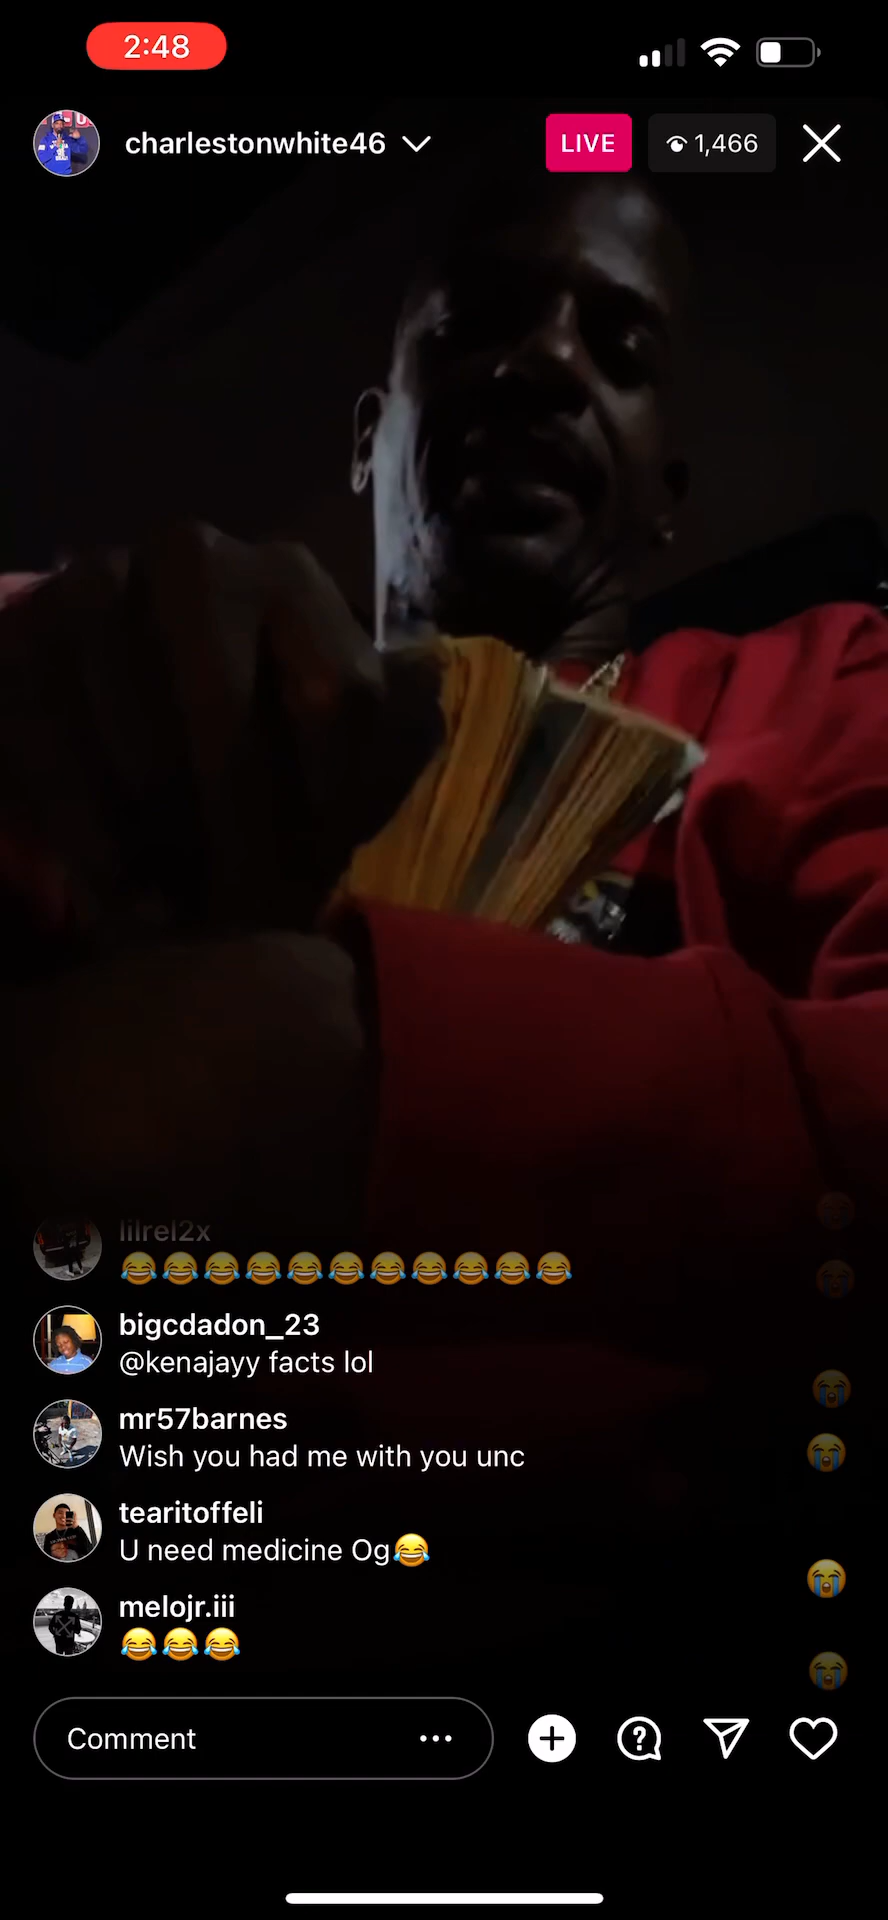 2:48
charlestonwhite46
LIVE
1,466
lilrel2x
😂😂😂😂😂😂😂😂😂😂😂
bigcdadon_23
@kenajayy facts lol
mr57barnes
Wish you had me with you unc
tearitoffeli
U need medicine Og😂
melojr.iii
😂😂😂
Comment